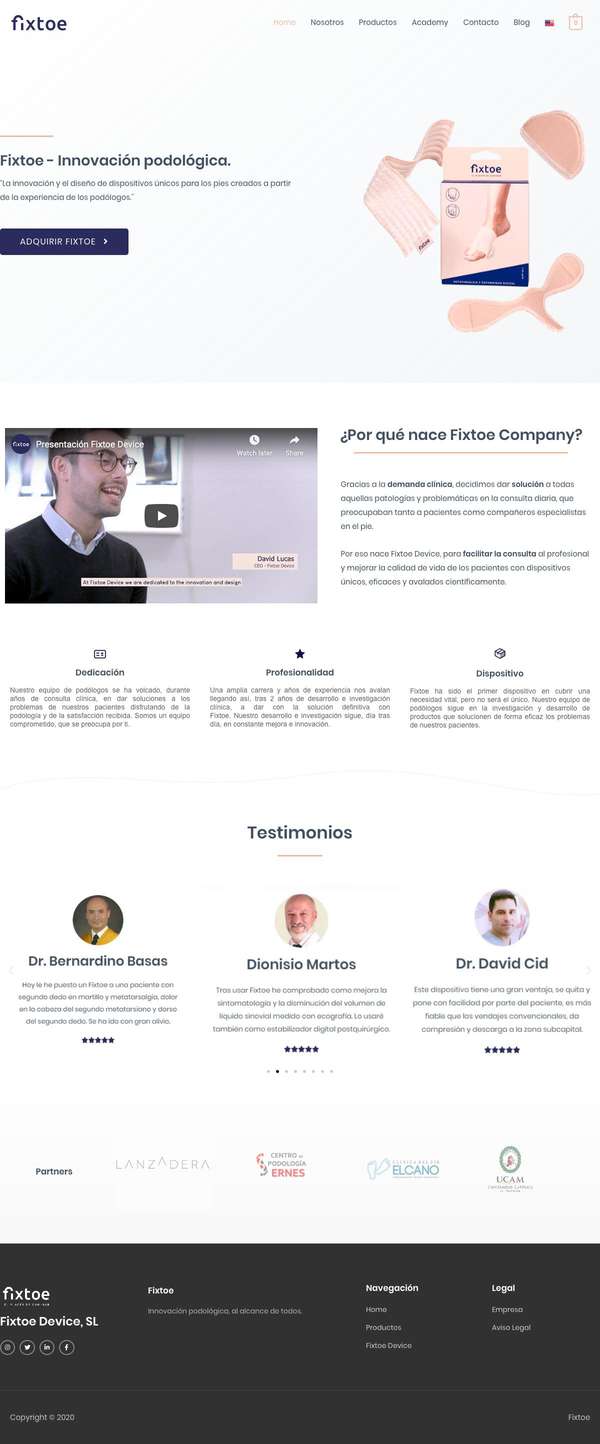 fixtoe
Home Nosotros Productos Academy Contacto Blog 0
Fixtoe - Innovación podológica.
"La innovación y el diseño de dispositivos únicos para los pies creados a partir
de la experiencia de los podólogos."
ADQUIRIR FIXTOE
fixtoe
fixtoe
fixtoe
Presentación Fixtoe Device
Watch later
Share
David Lucas
CEO - Fixtoe Device
At Fixtoe Device we are dedicated to the innovation and design
¿Por qué nace Fixtoe Company?
Gracias a la demanda clínica, decidimos dar solución a todas
aquellas patologías y problemáticas en la consulta diaria, que
preocupaban tanto a pacientes como compañeros especialistas
en el pie.
Por eso nace Fixtoe Device, para facilitar la consulta al profesional
y mejorar la calidad de vida de los pacientes con dispositivos
únicos, eficaces y avalados científicamente.
Dedicación
Nuestro equipo de podólogos se ha volcado, durante
años de consulta clínica, en dar soluciones a los
problemas de nuestros pacientes disfrutando de la
podología y de la satisfacción recibida. Somos un equipo
comprometido, que se preocupa por ti.
Profesionalidad
Una amplia carrera y años de experiencia nos avalan
llegando así, tras 2 años de desarrollo e investigación
clínica, a dar con la solución definitiva con
Fixtoe. Nuestro desarrollo e investigación sigue, día tras
día, en constante mejora e innovación.
Dispositivo
Fixtoe ha sido el primer dispositivo en cubrir una
necesidad vital, pero no será el único. Nuestro equipo de
podólogos sigue en la investigación y desarrollo de
productos que solucionen de forma eficaz los problemas
de nuestros pacientes.
Testimonios
Dr. Bernardino Basas
Hoy le he puesto un Fixtoe a una paciente con
segundo dedo en martillo y metatarsalgia, dolor
en la cabeza del segundo metatarsiano y dorso
del segundo dedo. Se ha ido con gran alivio.
Dionisio Martos
Tras usar Fixtoe he comprobado como mejora la
sintomatología y la disminución del volumen de
líquido sinovial medido con ecografía. Lo usaré
también como estabilizador digital postquirúrgico.
Dr. David Cid
Este dispositivo tiene una gran ventaja, se quita y
pone con facilidad por parte del paciente, es más
fiable que los vendajes convencionales, da
compresión y descarga a la zona subcapital.
Partners
LANZADERA
CENTRO DE
PODOLOGÍA
ERNES
CLINICA DEL PIE
ELCANO
UCAM
fixtoe
Fixtoe Device, SL
Fixtoe
Innovación podológica, al alcance de todos.
Navegación
Home
Productos
Fixtoe Device
Legal
Empresa
Aviso Legal
Copyright © 2020
Fixtoe